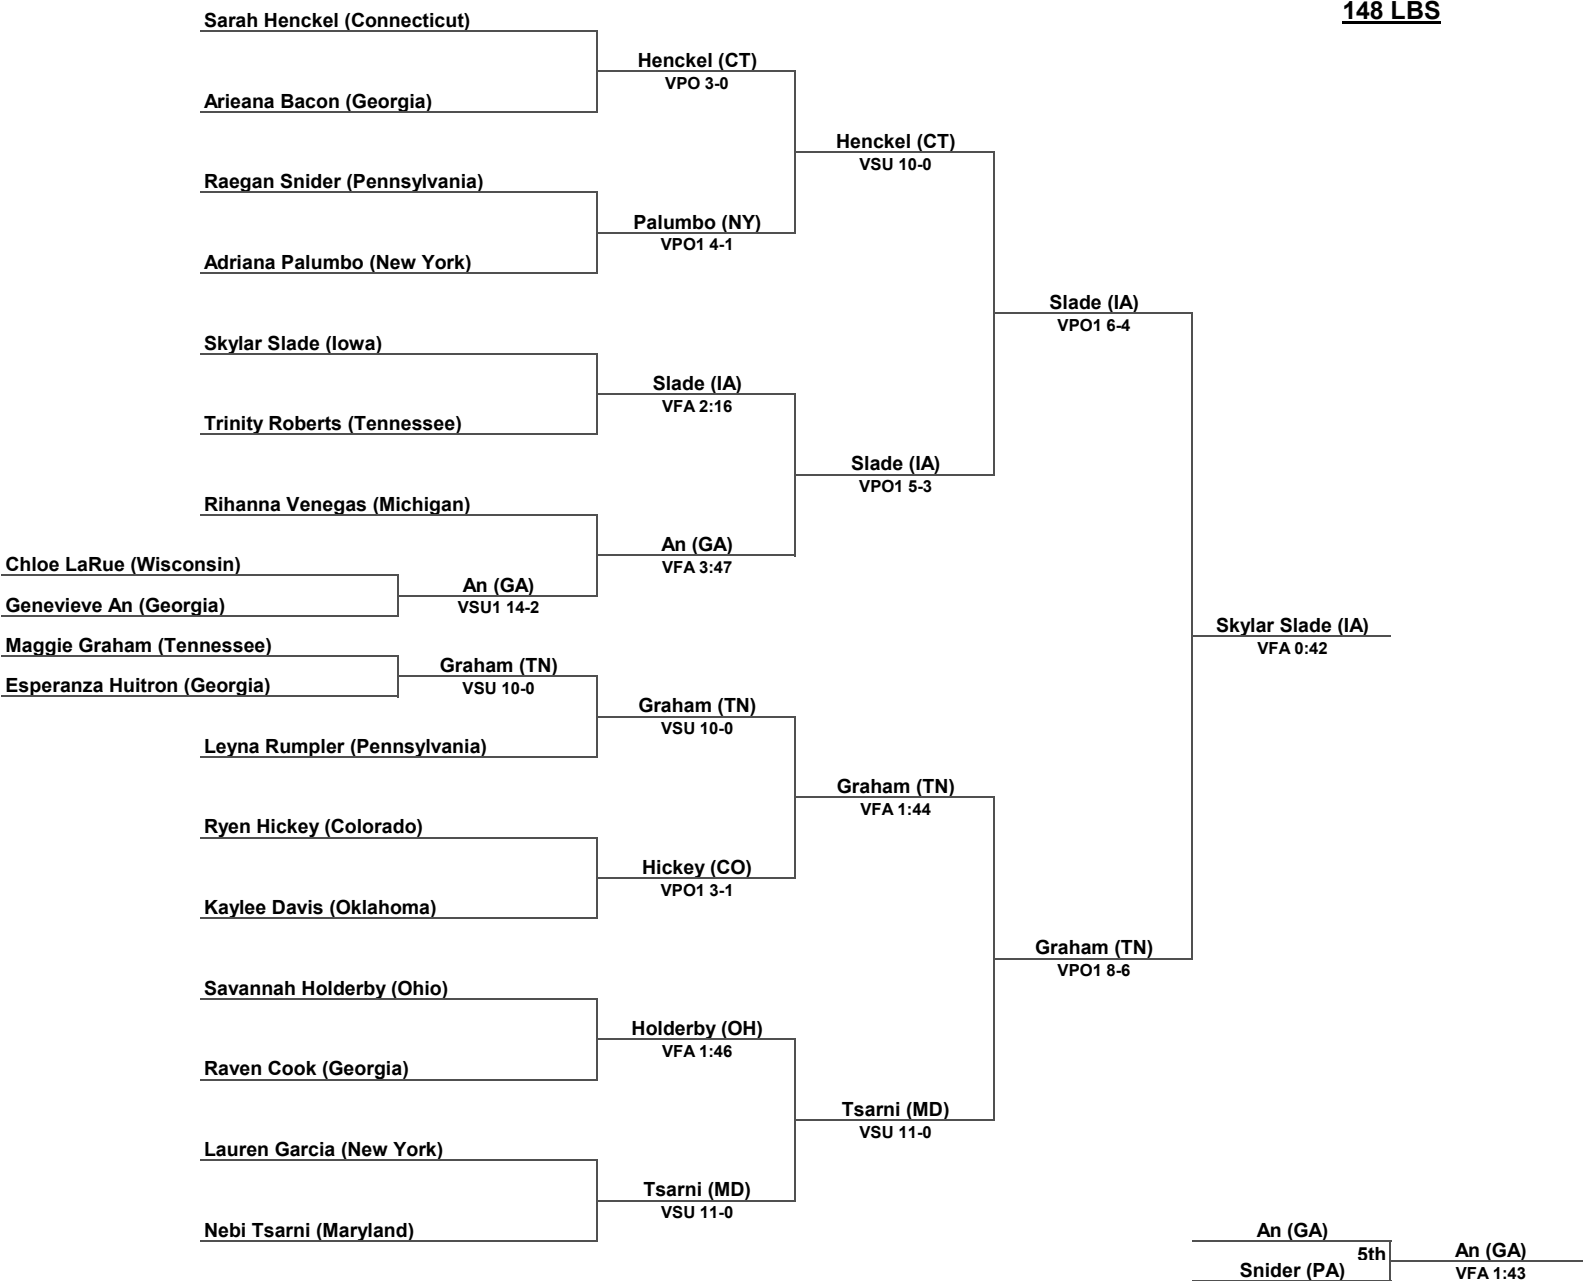 148 LBS
Sarah Henckel (Connecticut)
Henckel (CT)
VPO 3-0
Arieana Bacon (Georgia)
Henckel (CT)
VSU 10-0
Raegan Snider (Pennsylvania)
Palumbo (NY)
VPO1 4-1
Adriana Palumbo (New York)
Slade (IA)
VPO1 6-4
Skylar Slade (Iowa)
Slade (IA)
VFA 2:16
Trinity Roberts (Tennessee)
Slade (IA)
VPO1 5-3
Rihanna Venegas (Michigan)
An (GA)
VFA 3:47
Chloe LaRue (Wisconsin)
An (GA)
VSU1 14-2
Genevieve An (Georgia)
Skylar Slade (IA)
VFA 0:42
Maggie Graham (Tennessee)
Graham (TN)
VSU 10-0
Esperanza Huitron (Georgia)
Graham (TN)
VSU 10-0
Leyna Rumpler (Pennsylvania)
Graham (TN)
VFA 1:44
Ryen Hickey (Colorado)
Hickey (CO)
VPO1 3-1
Kaylee Davis (Oklahoma)
Graham (TN)
VPO1 8-6
Savannah Holderby (Ohio)
Holderby (OH)
VFA 1:46
Raven Cook (Georgia)
Tsarni (MD)
VSU 11-0
Lauren Garcia (New York)
Tsarni (MD)
VSU 11-0
Nebi Tsarni (Maryland)
An (GA)
5th
An (GA)
VFA 1:43
Snider (PA)